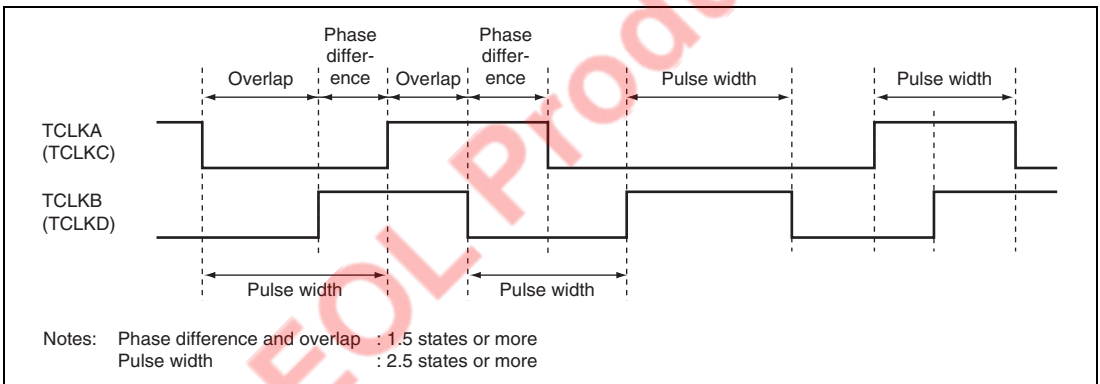 Phase
differ-
ence
Phase
differ-
ence
Overlap
Overlap
Pulse width
Pulse width
TCLKA
(TCLKC)
TCLKB
(TCLKD)
Pulse width
Pulse width
Notes: Phase difference and overlap : 1.5 states or more
Pulse width : 2.5 states or more
EOL Produ